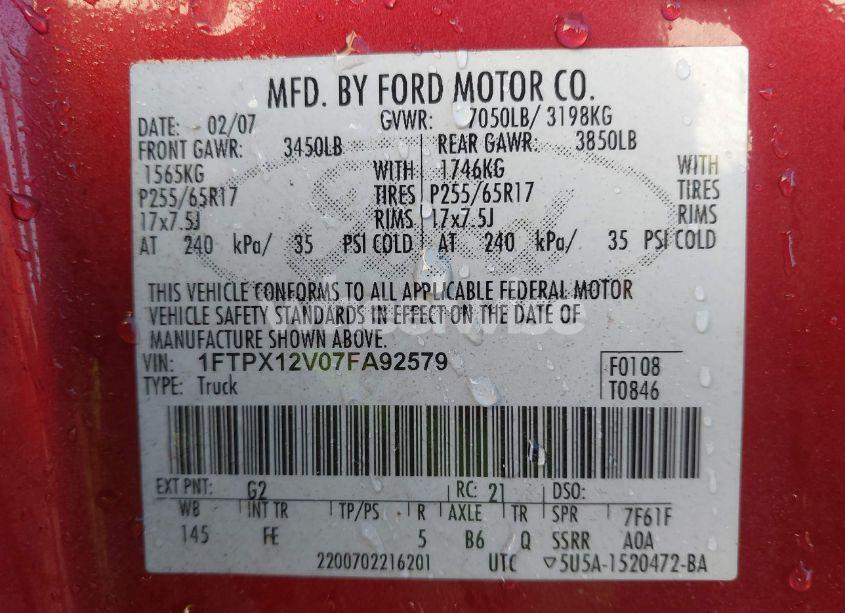 MFD. BY FORD MOTOR CO.
DATE: 02/07 GVWR: 7050LB/ 3198KG
FRONT GAWR: 3450LB REAR GAWR: 3850LB
1565KG WITH 1746KG WITH
P255/65R17 TIRES P255/65R17 TIRES
17x7.5J RIMS 17x7.5J RIMS
AT 240 kPa/ 35 PSI COLD AT 240 kPa/ 35 PSI COLD
THIS VEHICLE CONFORMS TO ALL APPLICABLE FEDERAL MOTOR
VEHICLE SAFETY STANDARDS IN EFFECT ON THE DATE OF
MANUFACTURE SHOWN ABOVE.
VIN: 1FTPX12V07FA92579 F0108
TYPE: Truck T0846
EXT PNT: G2 RC: 21 DSO:
WB INT TR TP/PS R AXLE TR SPR 7F61F
145 FE 5 B6 Q SSRR A0A
2200702216201 UTC ▽5U5A-1520472-BA